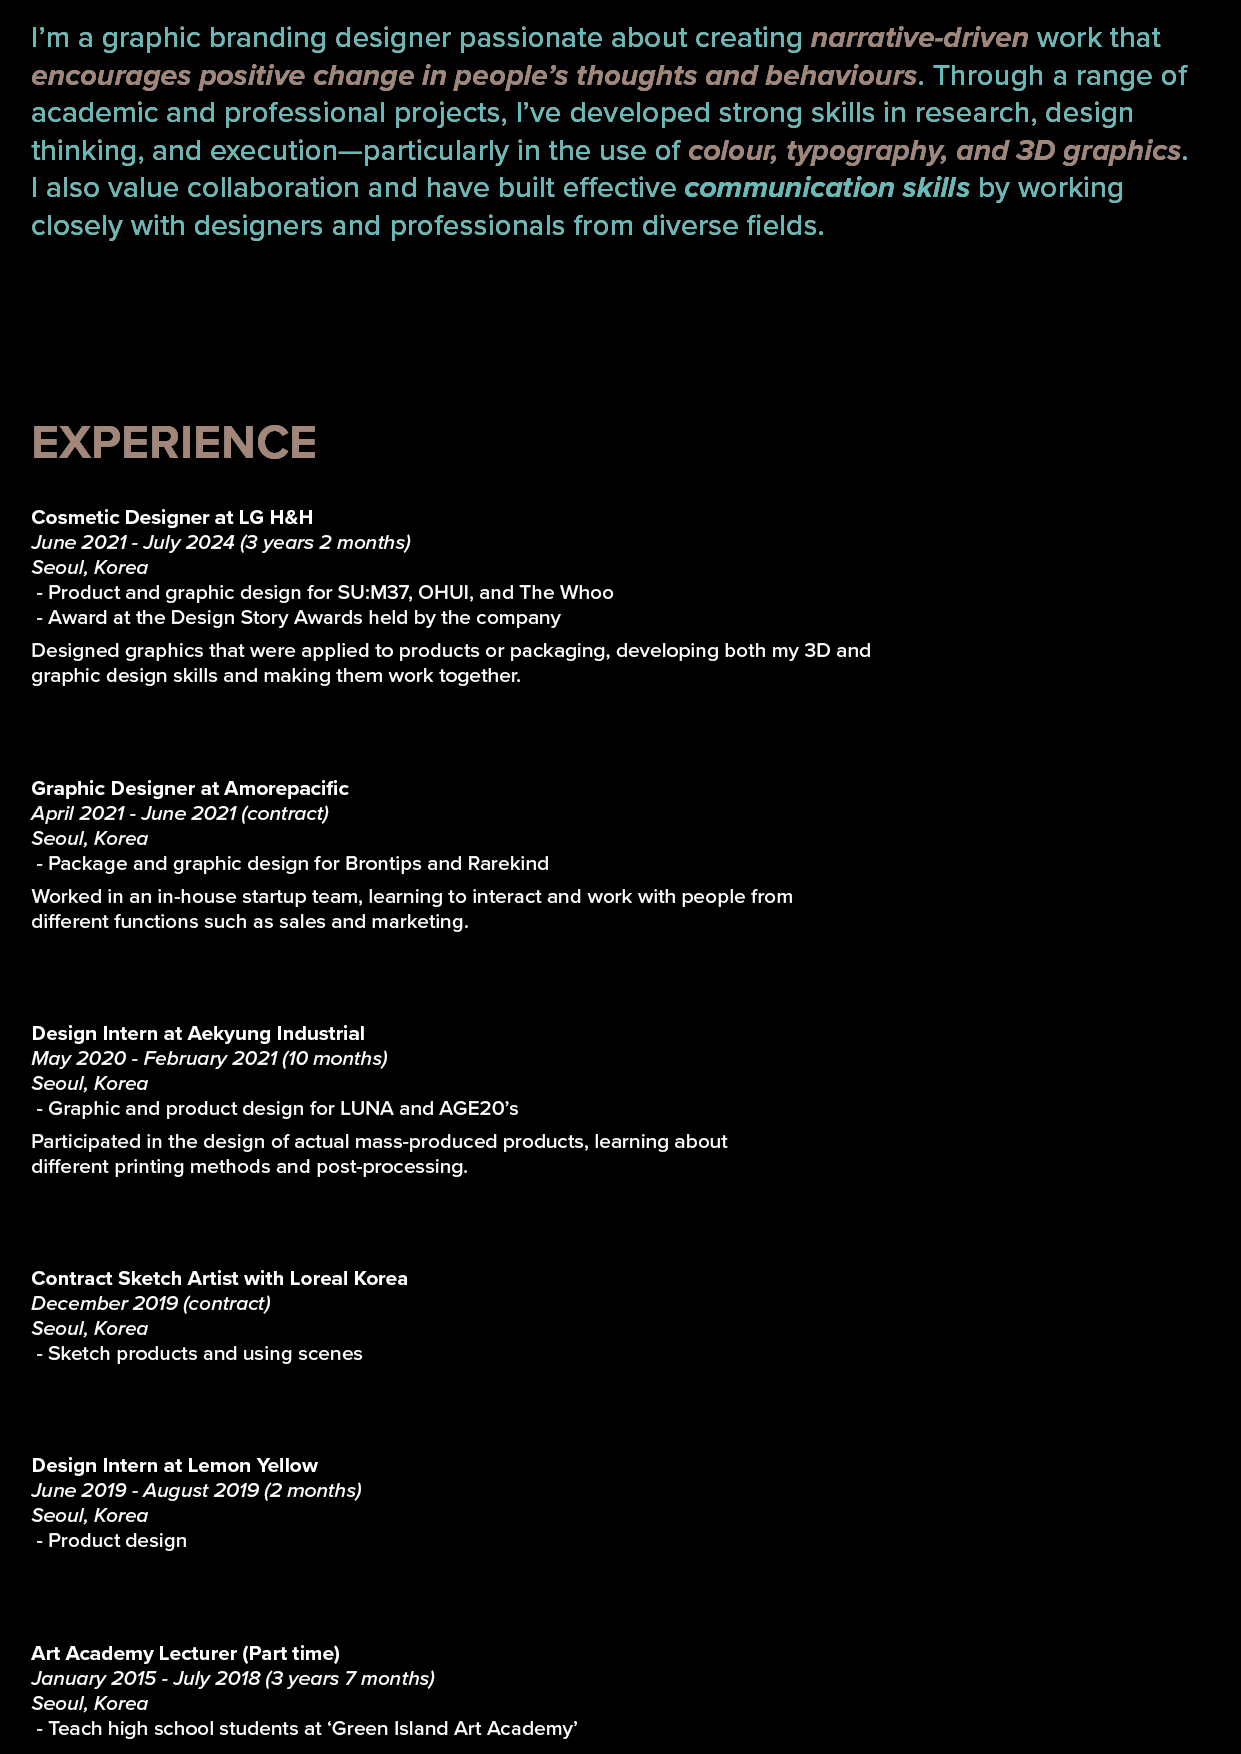 I’m a graphic branding designer passionate about creating narrative-driven work that
encourages positive change in people’s thoughts and behaviours. Through a range of
academic and professional projects, I’ve developed strong skills in research, design
thinking, and execution—particularly in the use of colour, typography, and 3D graphics.
I also value collaboration and have built effective communication skills by working
closely with designers and professionals from diverse fields.
EXPERIENCE
Cosmetic Designer at LG H&H
June 2021 - July 2024 (3 years 2 months)
Seoul, Korea
- Product and graphic design for SU:M37, OHUI, and The Whoo
- Award at the Design Story Awards held by the company
Designed graphics that were applied to products or packaging, developing both my 3D and
graphic design skills and making them work together.
Graphic Designer at Amorepacific
April 2021 - June 2021 (contract)
Seoul, Korea
- Package and graphic design for Brontips and Rarekind
Worked in an in-house startup team, learning to interact and work with people from
different functions such as sales and marketing.
Design Intern at Aekyung Industrial
May 2020 - February 2021 (10 months)
Seoul, Korea
- Graphic and product design for LUNA and AGE20’s
Participated in the design of actual mass-produced products, learning about
different printing methods and post-processing.
Contract Sketch Artist with Loreal Korea
December 2019 (contract)
Seoul, Korea
- Sketch products and using scenes
Design Intern at Lemon Yellow
June 2019 - August 2019 (2 months)
Seoul, Korea
- Product design
Art Academy Lecturer (Part time)
January 2015 - July 2018 (3 years 7 months)
Seoul, Korea
- Teach high school students at ‘Green Island Art Academy’